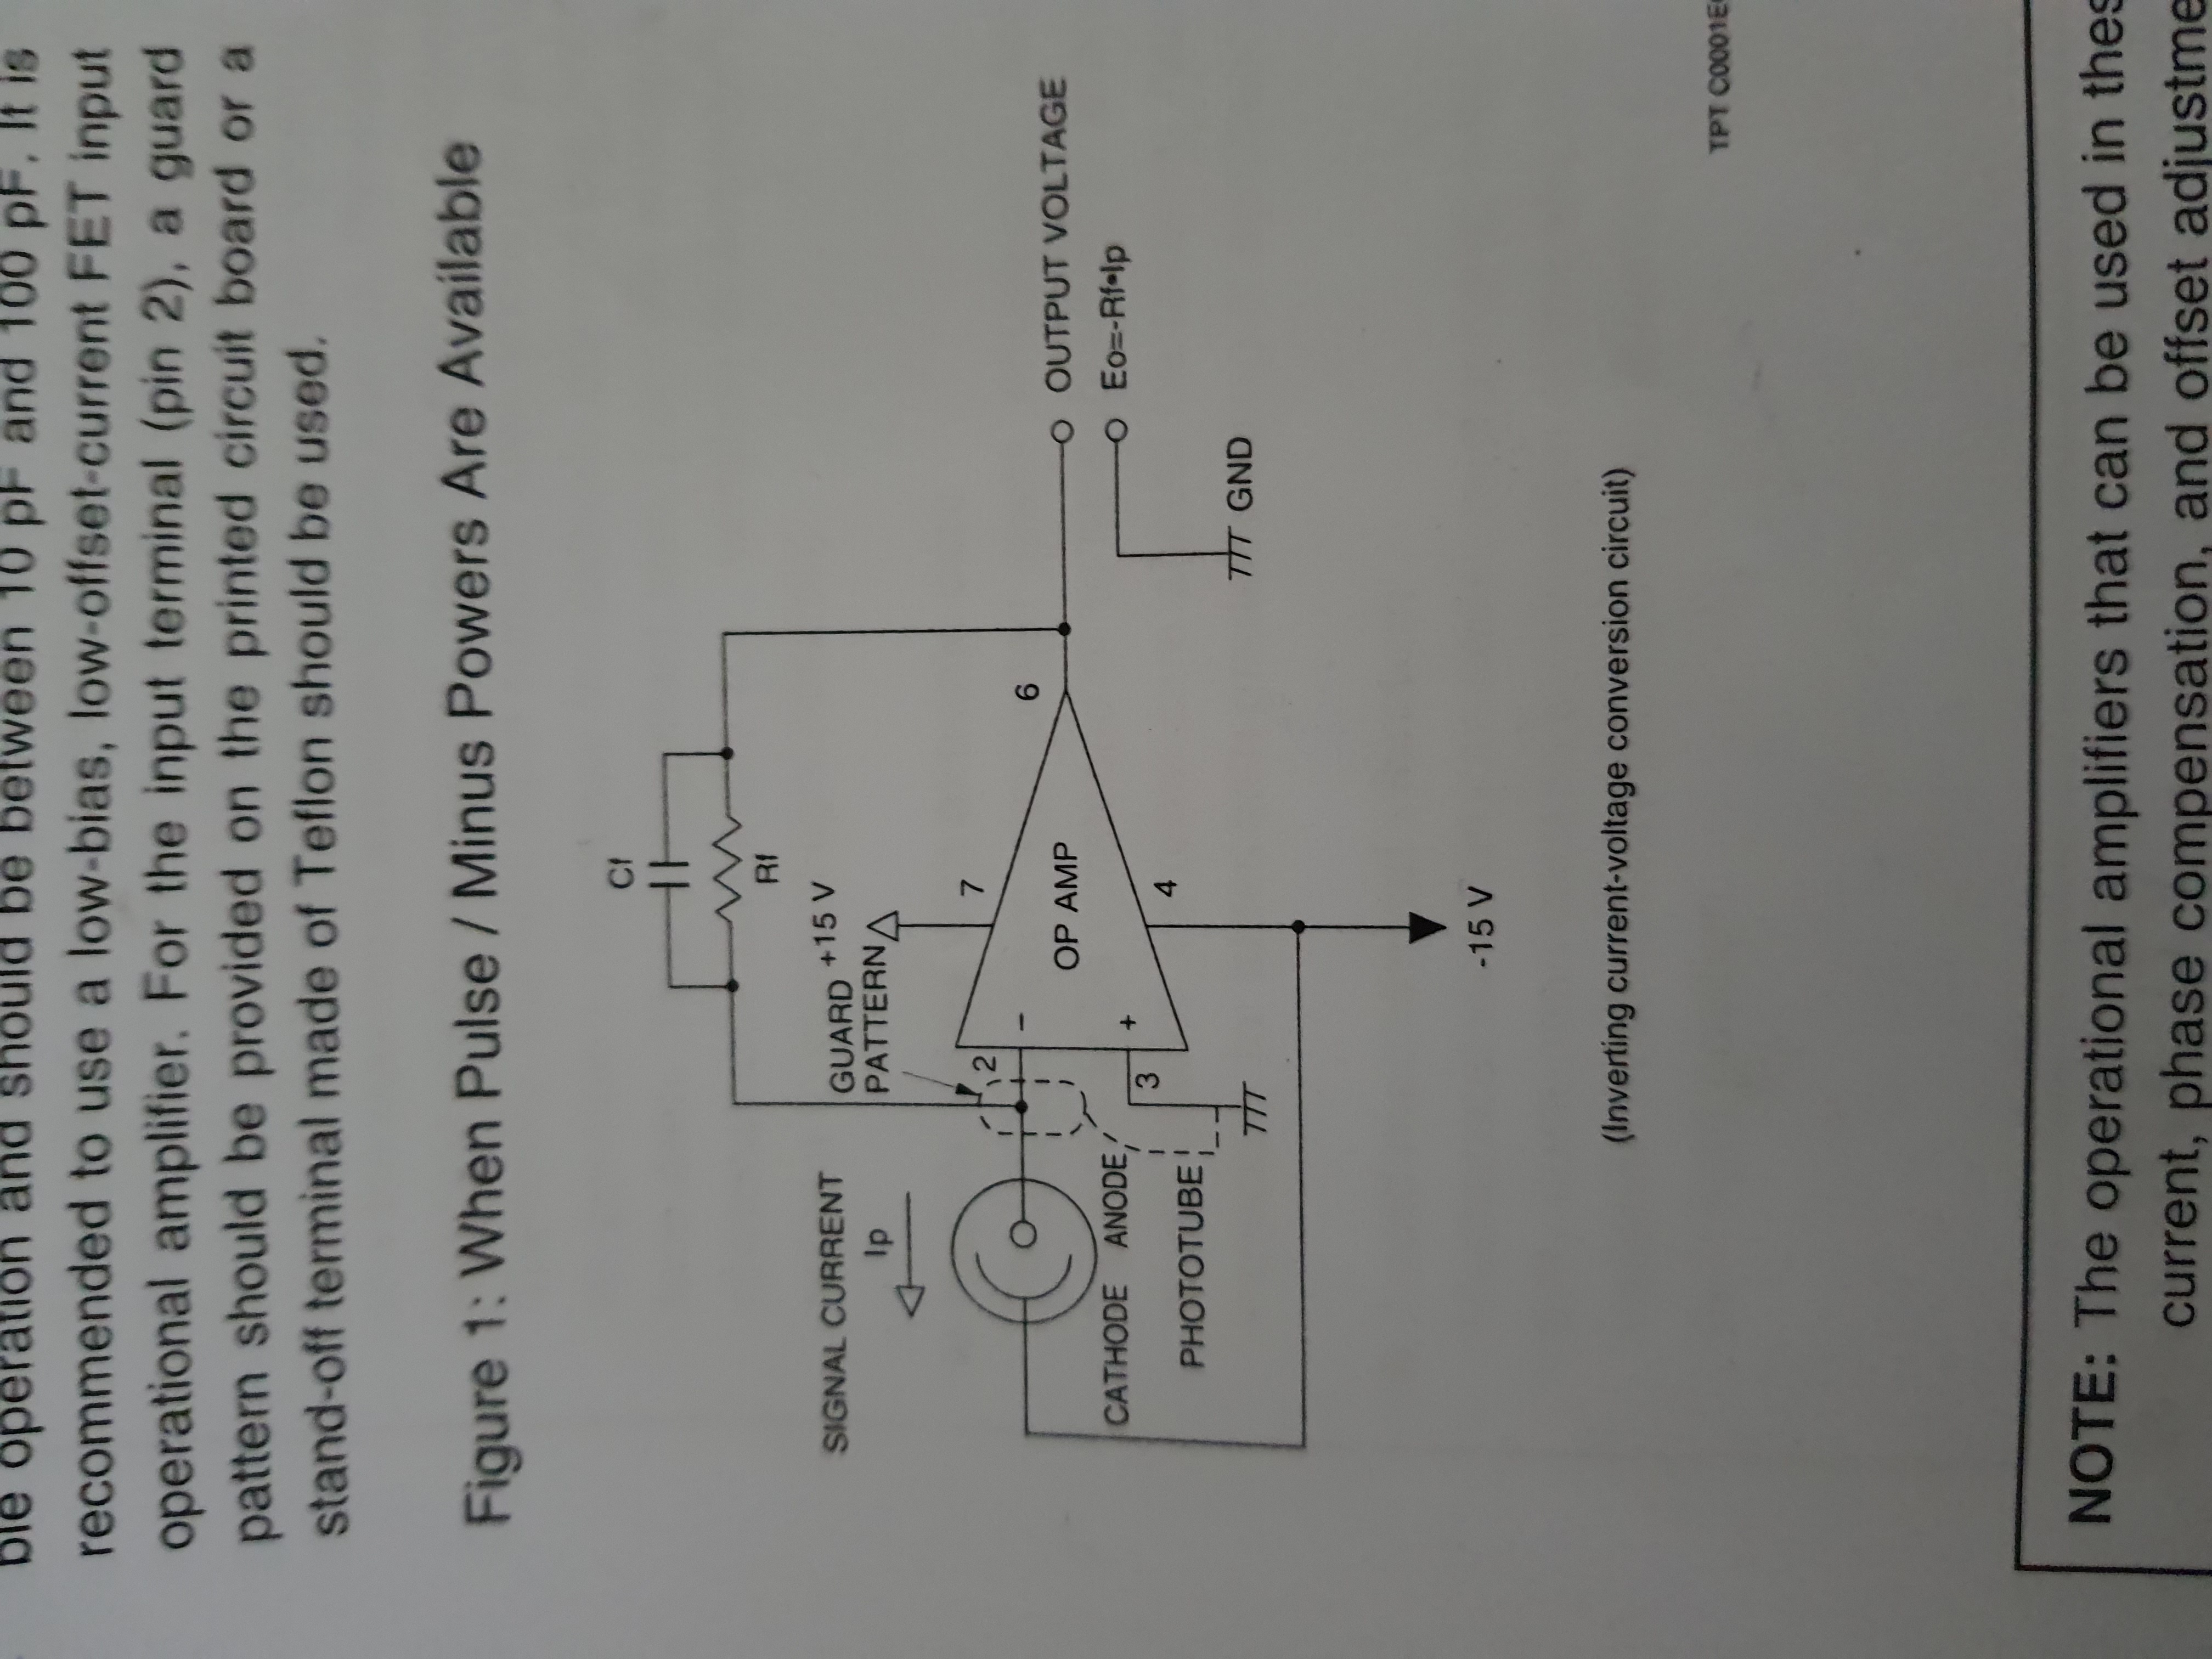 ble operation and should be between 10 pF and 100 pF. It is
recommended to use a low-bias, low-offset-current FET input
operational amplifier. For the input terminal (pin 2), a guard
pattern should be provided on the printed circuit board or a
stand-off terminal made of Teflon should be used.
Figure 1: When Pulse / Minus Powers Are Available
Cf
Rf
SIGNAL CURRENT
Ip
GUARD
PATTERN
+15 V
2
7
-
6
OP AMP
OUTPUT VOLTAGE
Eo=-Rf•Ip
CATHODE ANODE
3
+
4
PHOTOTUBE
GND
-15 V
(Inverting current-voltage conversion circuit)
TPT C0001E
NOTE: The operational amplifiers that can be used in thes
current, phase compensation, and offset adjustme